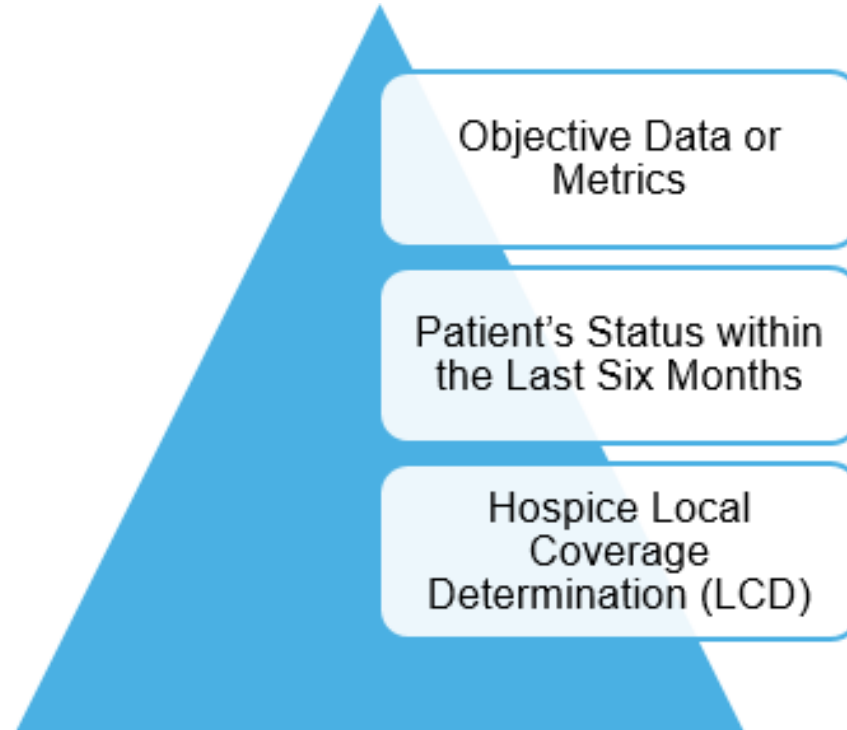 Objective Data or
Metrics
Patient’s Status within
the Last Six Months
Hospice Local
Coverage
Determination (LCD)